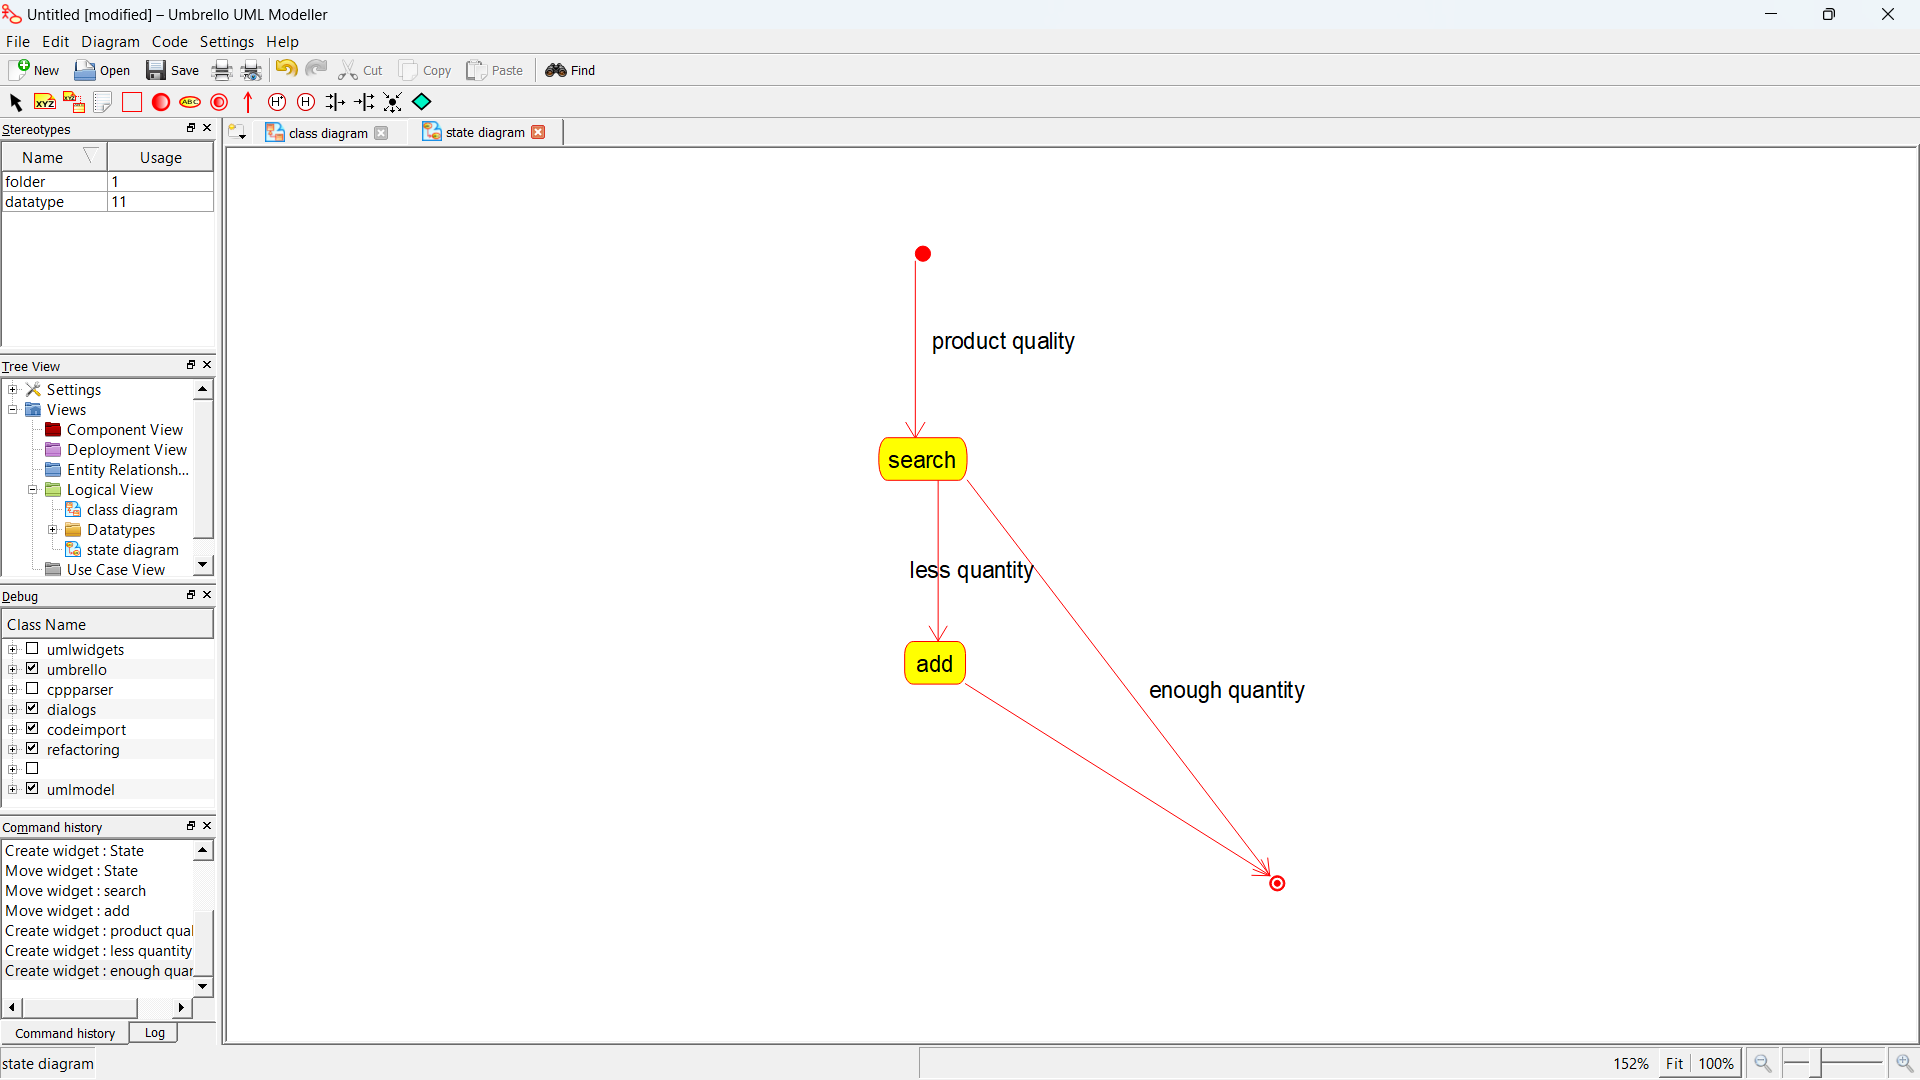 Untitled [modified] – Umbrello UML Modeller
File Edit Diagram Code Settings Help
New Open Save Cut Copy Paste Find
XYZ XYZ ABC H* H
Stereotypes
class diagram state diagram
Name Usage
folder 1
datatype 11
product quality
search
less quantity
add
enough quantity
Tree View
Settings
Views
Component View
Deployment View
Entity Relationsh...
Logical View
class diagram
Datatypes
state diagram
Use Case View
Debug
Class Name
umlwidgets
umbrello
cppparser
dialogs
codeimport
refactoring
umlmodel
Command history
Create widget : State
Move widget : State
Move widget : search
Move widget : add
Create widget : product qual
Create widget : less quantity
Create widget : enough quar
Command history Log
state diagram 152% Fit 100%